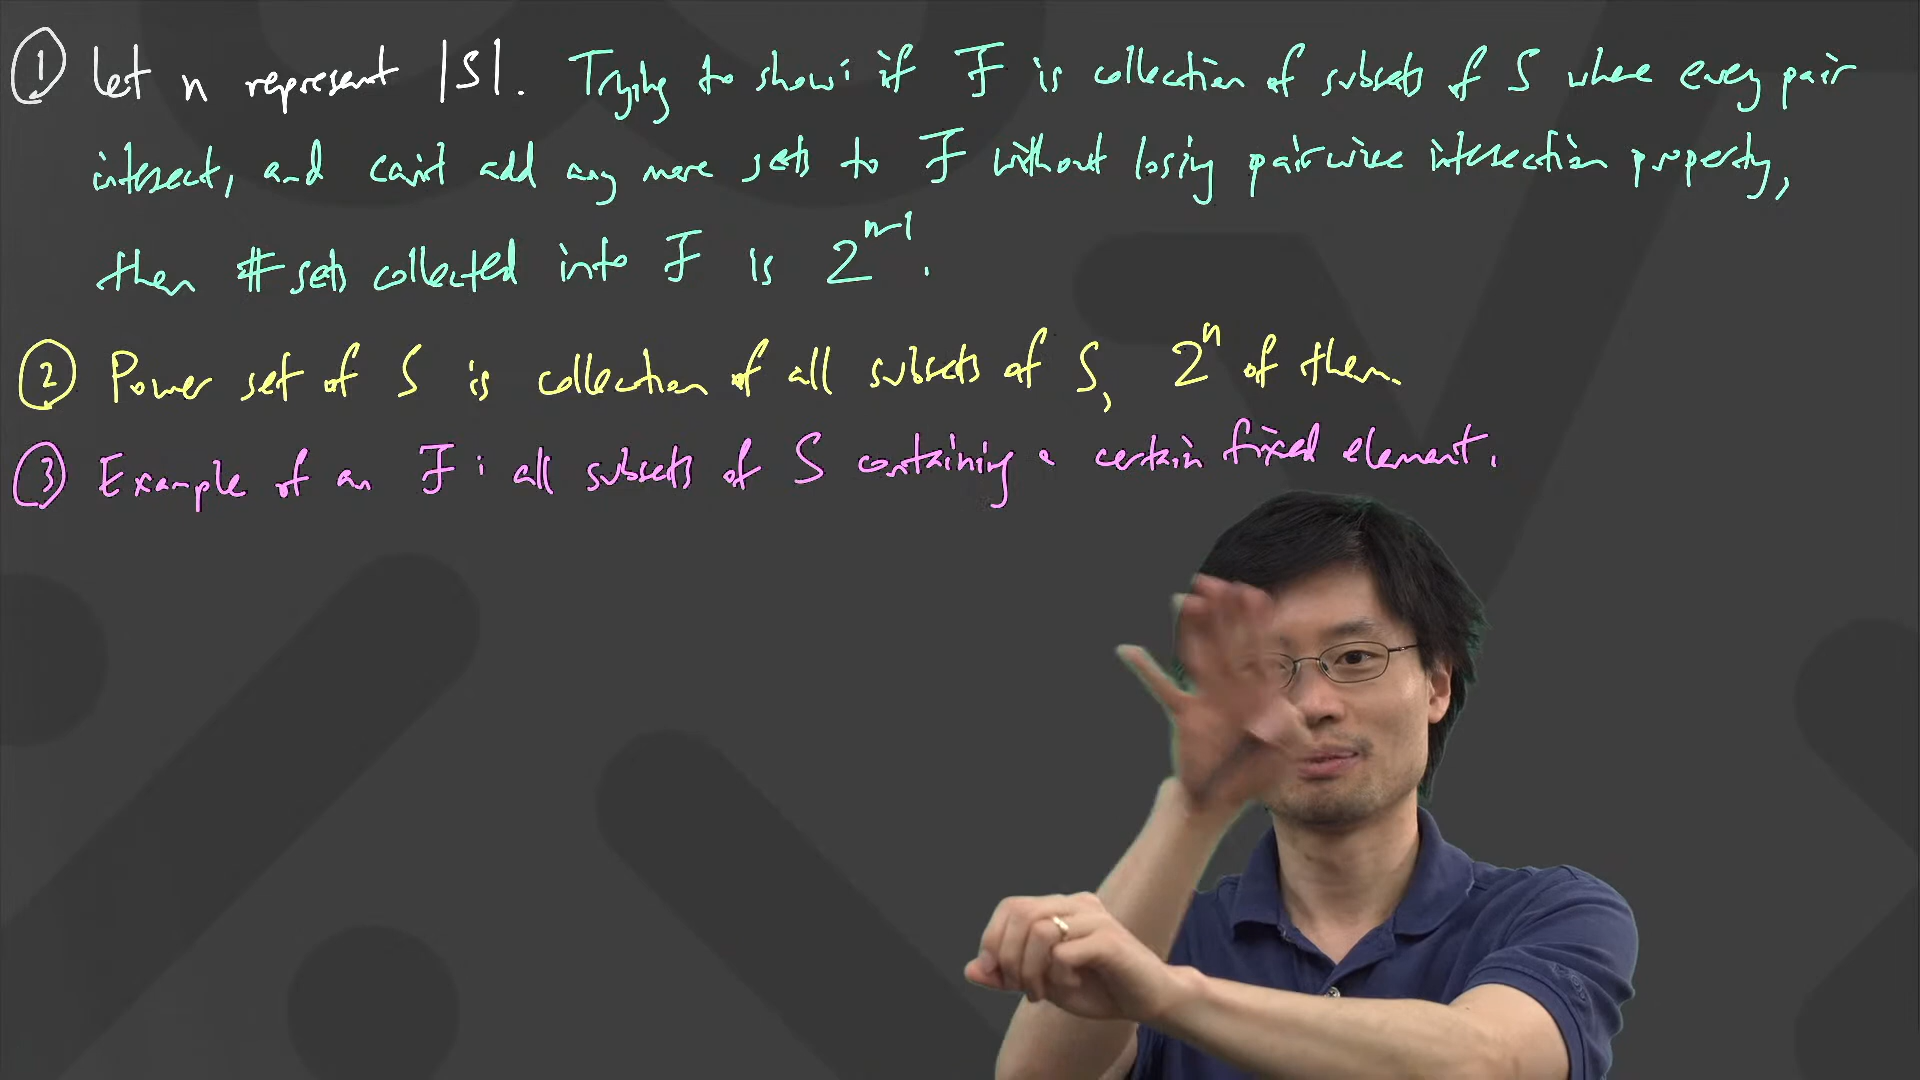 ① Let n represent |S|. Trying to show: if F is collection of subsets of S where every pair
intersect, and can't add any more sets to F without losing pairwise intersection property,
then # sets collected into F is 2^{n-1}.
② Power set of S is collection of all subsets of S, 2^n of them.
③ Example of an F: all subsets of S containing a certain fixed element.